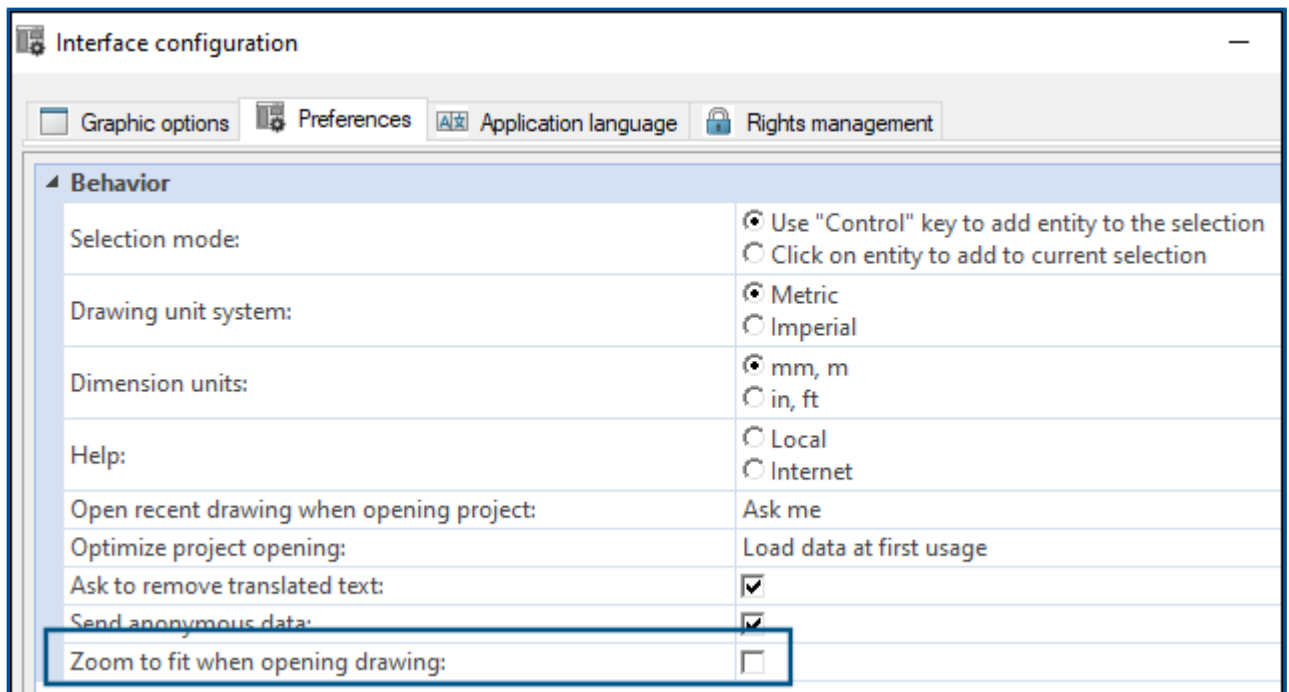 Interface configuration
Graphic options Preferences Application language Rights management
Behavior
Selection mode:
Use "Control" key to add entity to the selection
Click on entity to add to current selection
Drawing unit system:
Metric
Imperial
Dimension units:
mm, m
in, ft
Help:
Local
Internet
Open recent drawing when opening project: Ask me
Optimize project opening: Load data at first usage
Ask to remove translated text:
Send anonymous data:
Zoom to fit when opening drawing: